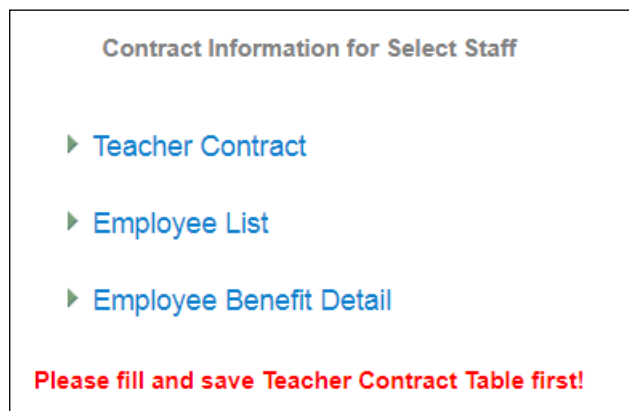 Contract Information for Select Staff
Teacher Contract
Employee List
Employee Benefit Detail
Please fill and save Teacher Contract Table first!